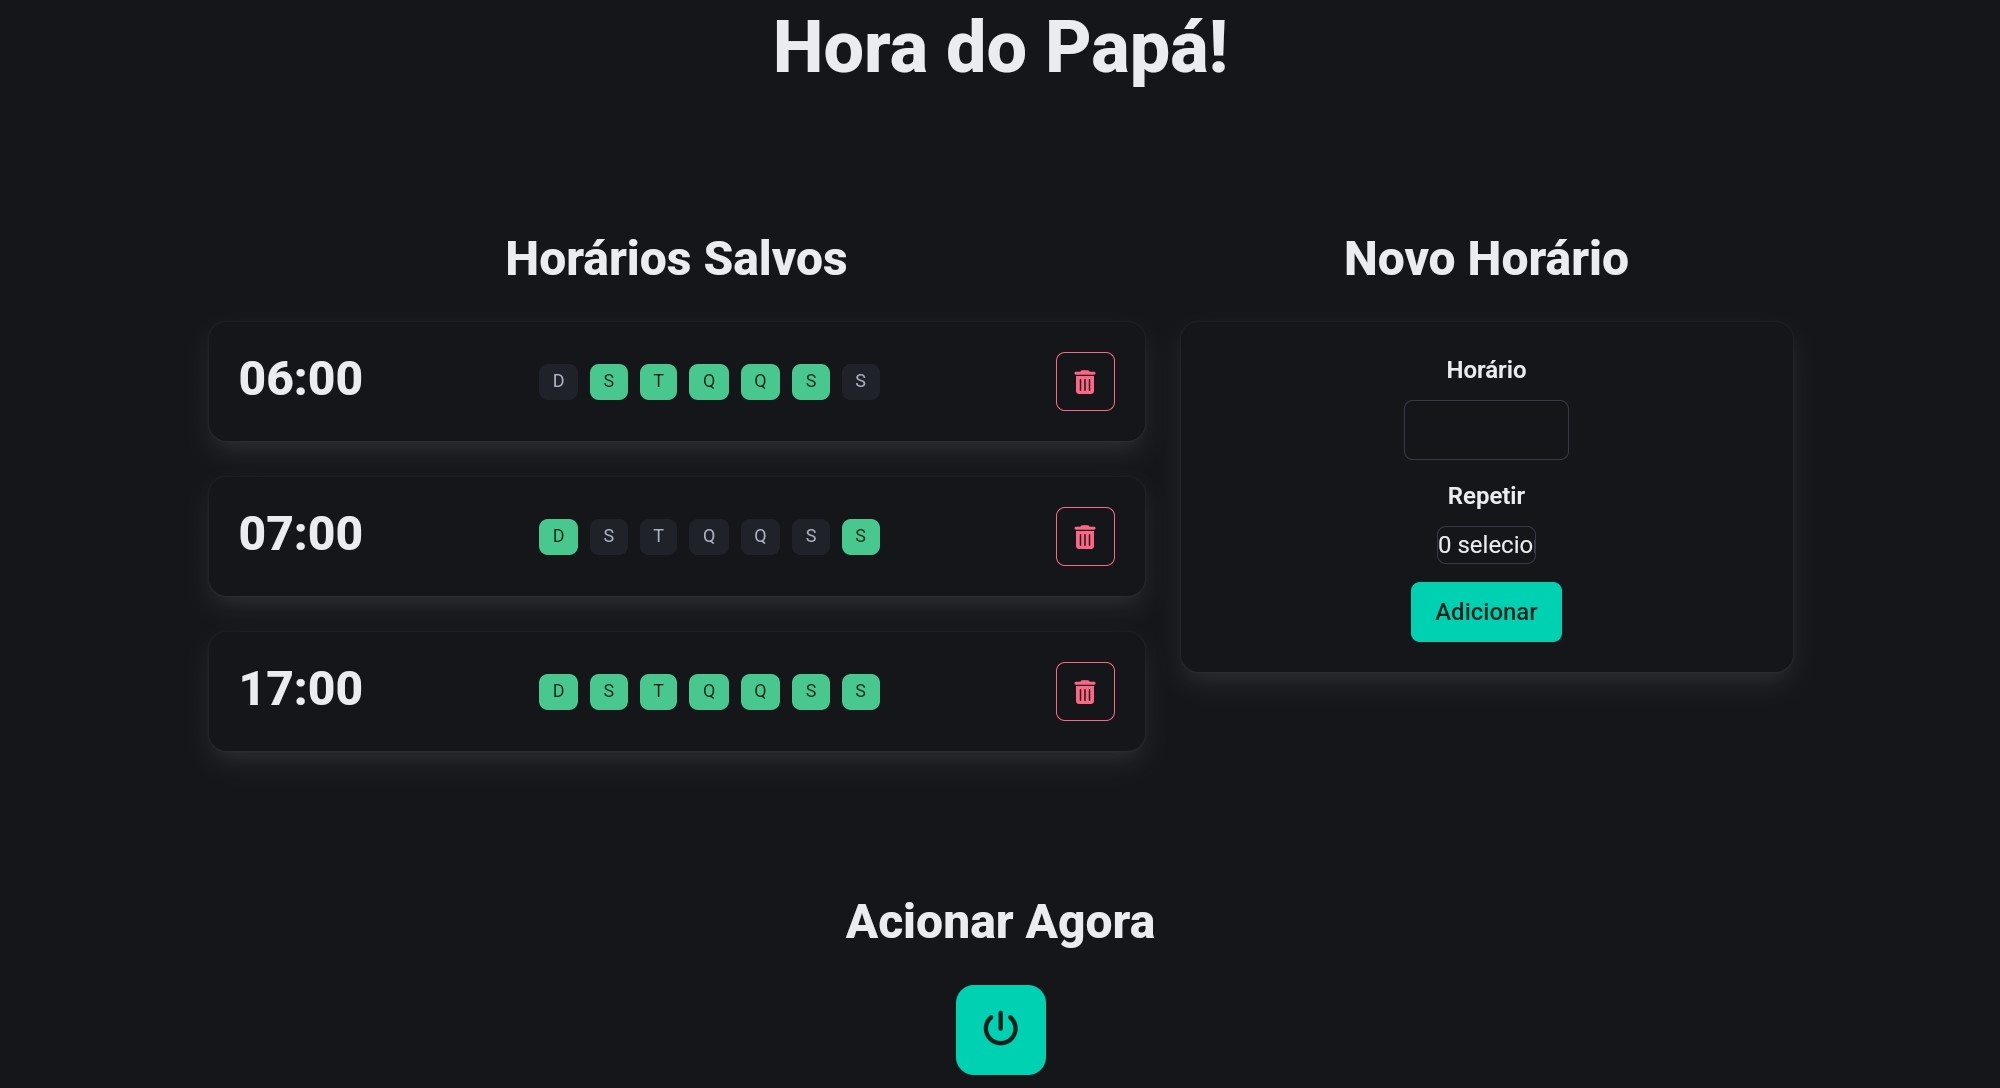 Hora do Papá!
Horários Salvos
06:00
D S T Q Q S S
07:00
D S T Q Q S S
17:00
D S T Q Q S S
Novo Horário
Horário
Repetir
0 selecio
Adicionar
Acionar Agora